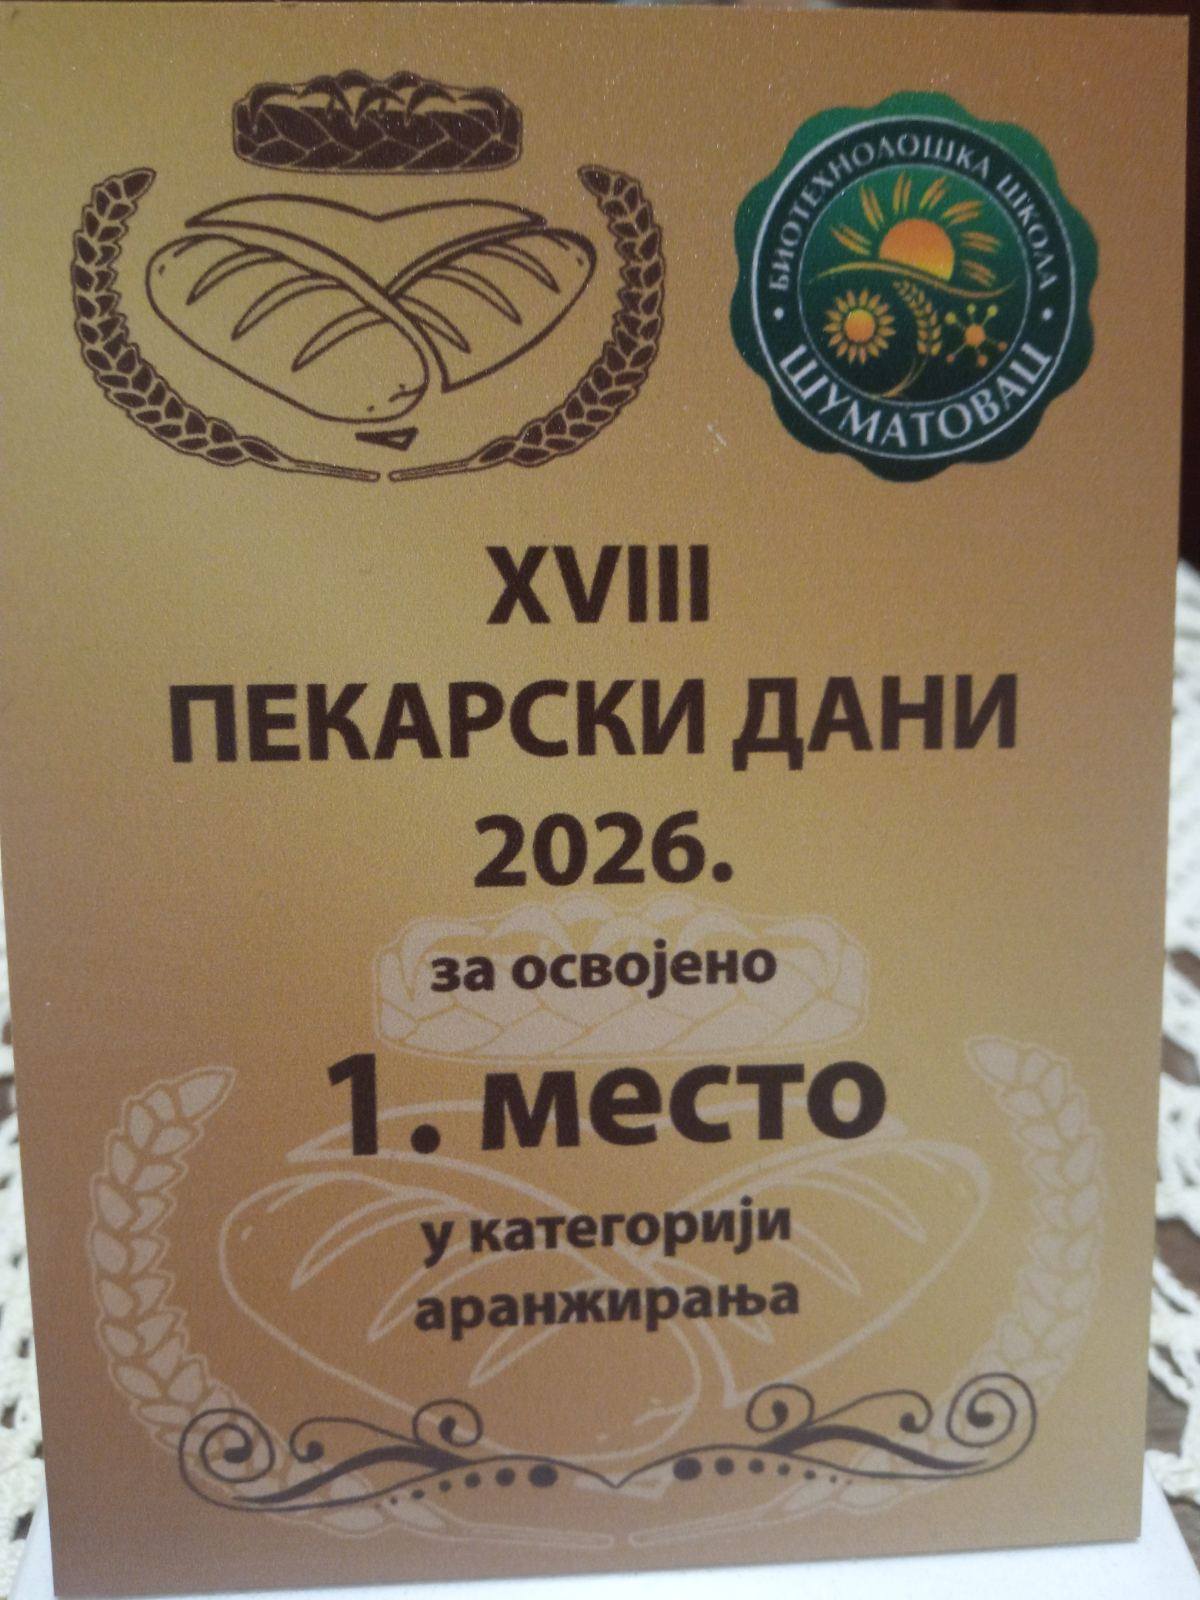 БИОТЕХНОЛОШКА ШКОЛА
ШУМАТОВАЦ
XVIII
ПЕКАРСКИ ДАНИ
2026.
за освојено
1. место
у категорији
аранжирања